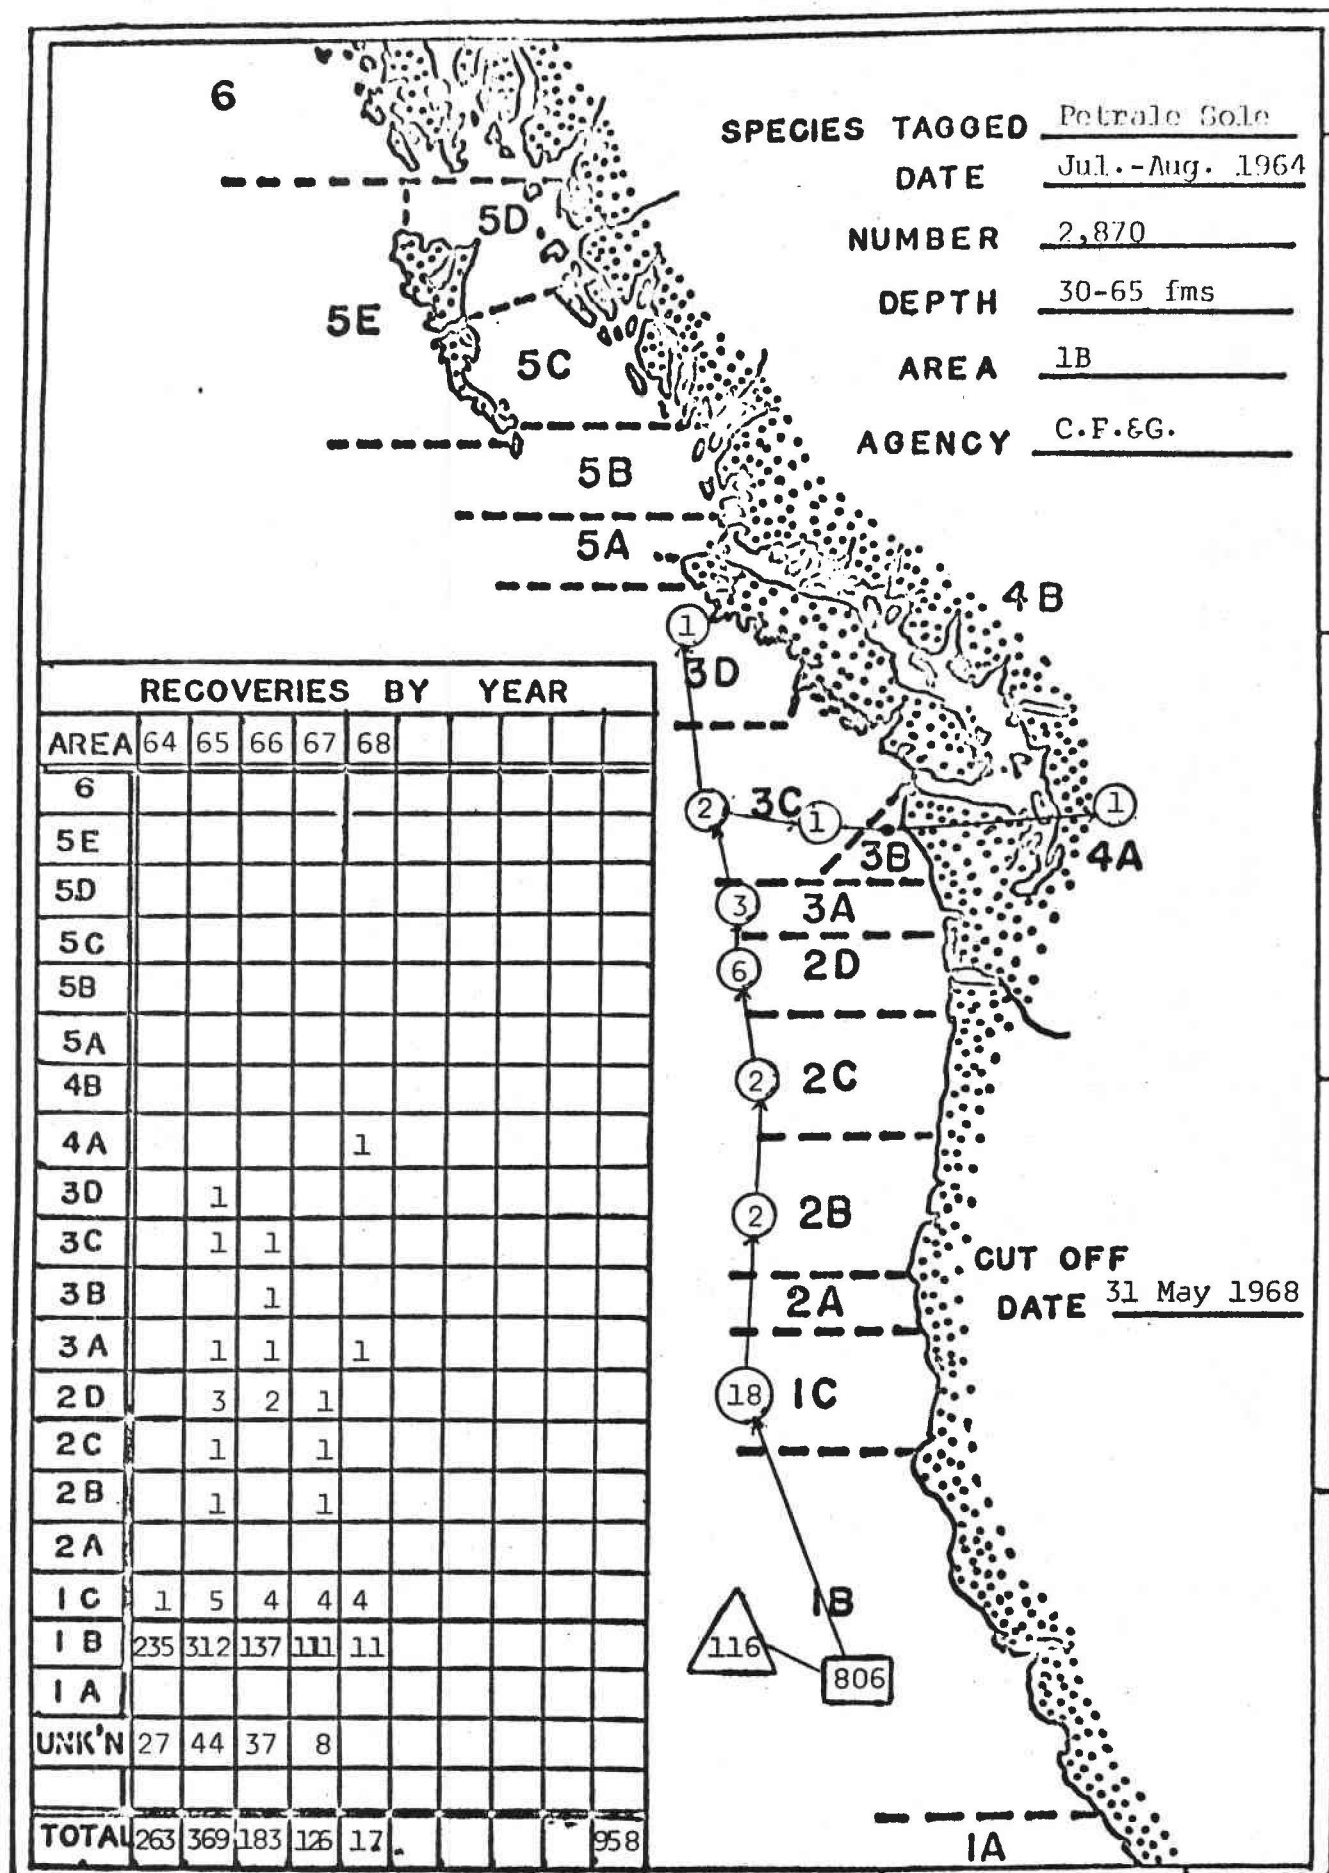 6
SPECIES TAGGED Petrale Sole
DATE Jul.-Aug. 1964
NUMBER 2,870
DEPTH 30-65 fms
AREA 1B
AGENCY C.F.&G.
5D
5E
5C
5B
5A
4B
1
3D
2
3C
1
1
3B
4A
3
3A
6
2D
2
2C
2
2B
CUT OFF
DATE 31 May 1968
2A
18
1C
1B
116
806
1A
RECOVERIES BY YEAR
AREA 64 65 66 67 68
6
5E
5D
5C
5B
5A
4B
4A 1
3D 1
3C 1 1
3B 1
3A 1 1 1
2D 3 2 1
2C 1 1
2B 1 1
2A
1C 1 5 4 4 4
1B 235 312 137 111 11
1A
UNK'N 27 44 37 8
TOTAL 263 369 183 126 17 958